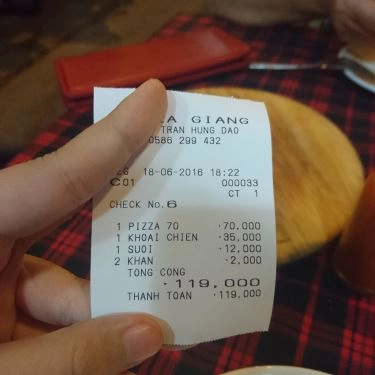 A GIANG
TRAN HUNG DAO
0586 299 432
18-06-2016 18:22
C01 000033
CT 1
CHECK No.6
1 PIZZA 70 ·70,000
1 KHOAI CHIEN ·35,000
1 SUOI ·12,000
2 KHAN ·2,000
TONG CONG
·119,000
THANH TOAN ·119,000